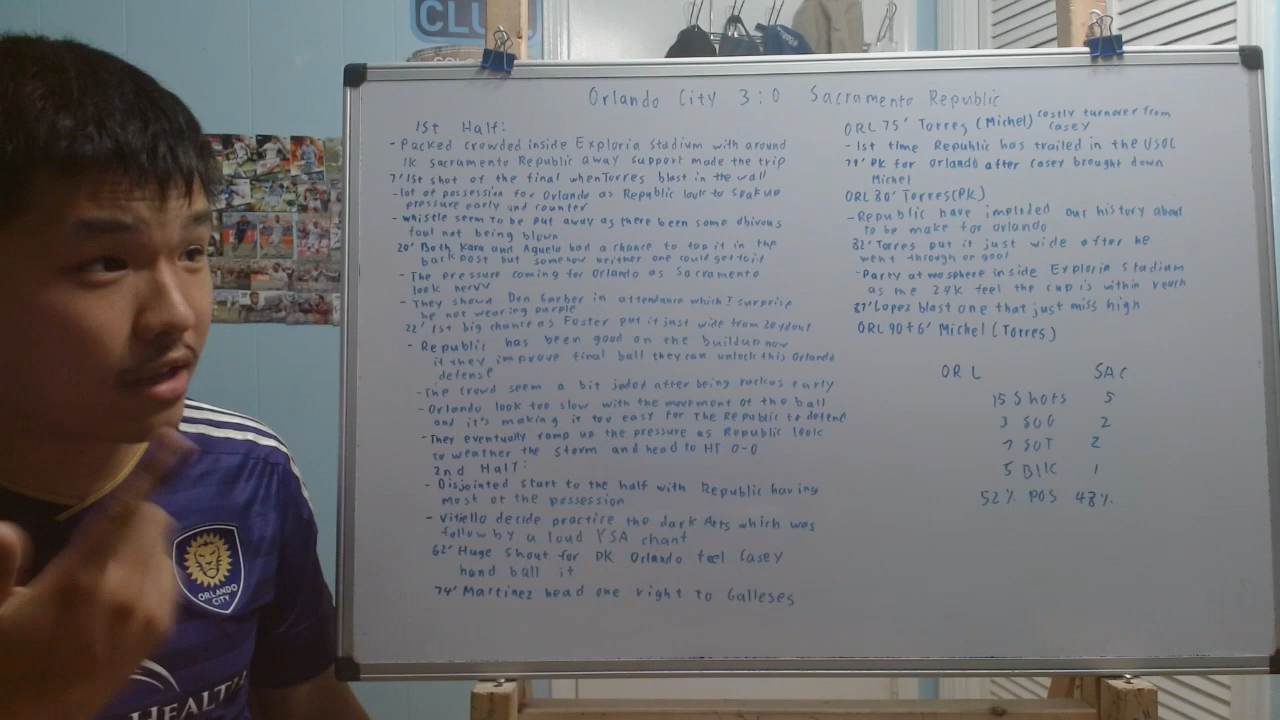 CLU
Orlando City 3:0 Sacramento Republic
1st Half:
- Packed crowded inside Exploria Stadium with around
1K sacramento Republic away support made the trip
7' 1st shot of the final when Torres blast in the wall
- lot of possession for Orlando as Republic look to soak up
pressure early and counter
- whistle seem to be put away as there been some obivous
foul not being blown
20' Both Kara and Aguelo had a chance to tap it in the
back post but somehow neither one could get to it
- The pressure coming for Orlando as Sacramento
look nervy
- They shown Don Garber in attendance which I surprise
he not wearing purple
22' 1st big chance as Foster put it just wide from 20 ydout
- Republic has been good on the buildup now
if they improve final ball they can unlock this Orlando
defense
- The crowd seem a bit jaded after being ruckus early
- Orlando look too slow with the movement of the ball
and it's making it too easy for The Republic to defend
- They eventually ramp up the pressure as Republic look
to weather the storm and head to HT 0-0
2nd Half:
- Disjointed start to the half with Republic having
most of the possession
- Vitiello decide practice the dark Arts which was
follow by a loud YSA chant
62' Huge shout for PK Orlando feel Casey
hand ball it
74' Martinez head one right to Galleses
ORL 75' Torres (Michel) costly turnover from
Casey
- 1st time Republic has trailed in the USOC
79' PK for Orlando after Casey brought down
Michel
ORL 80' Torres (PK)
- Republic have imploded our history about
to be make for Orlando
82' Torres put it just wide after he
went through on goal
- Party atmosphere inside Exploria Stadium
as the 24K feel the cup is within reach
87' Lopez blast one that just miss high
ORL 90+6' Michel (Torres)
ORL SAC
15 Shots 5
3 SOG 2
7 SOT 2
5 Blk 1
52% POS 48%
ORLANDO
CITY
HEALTH